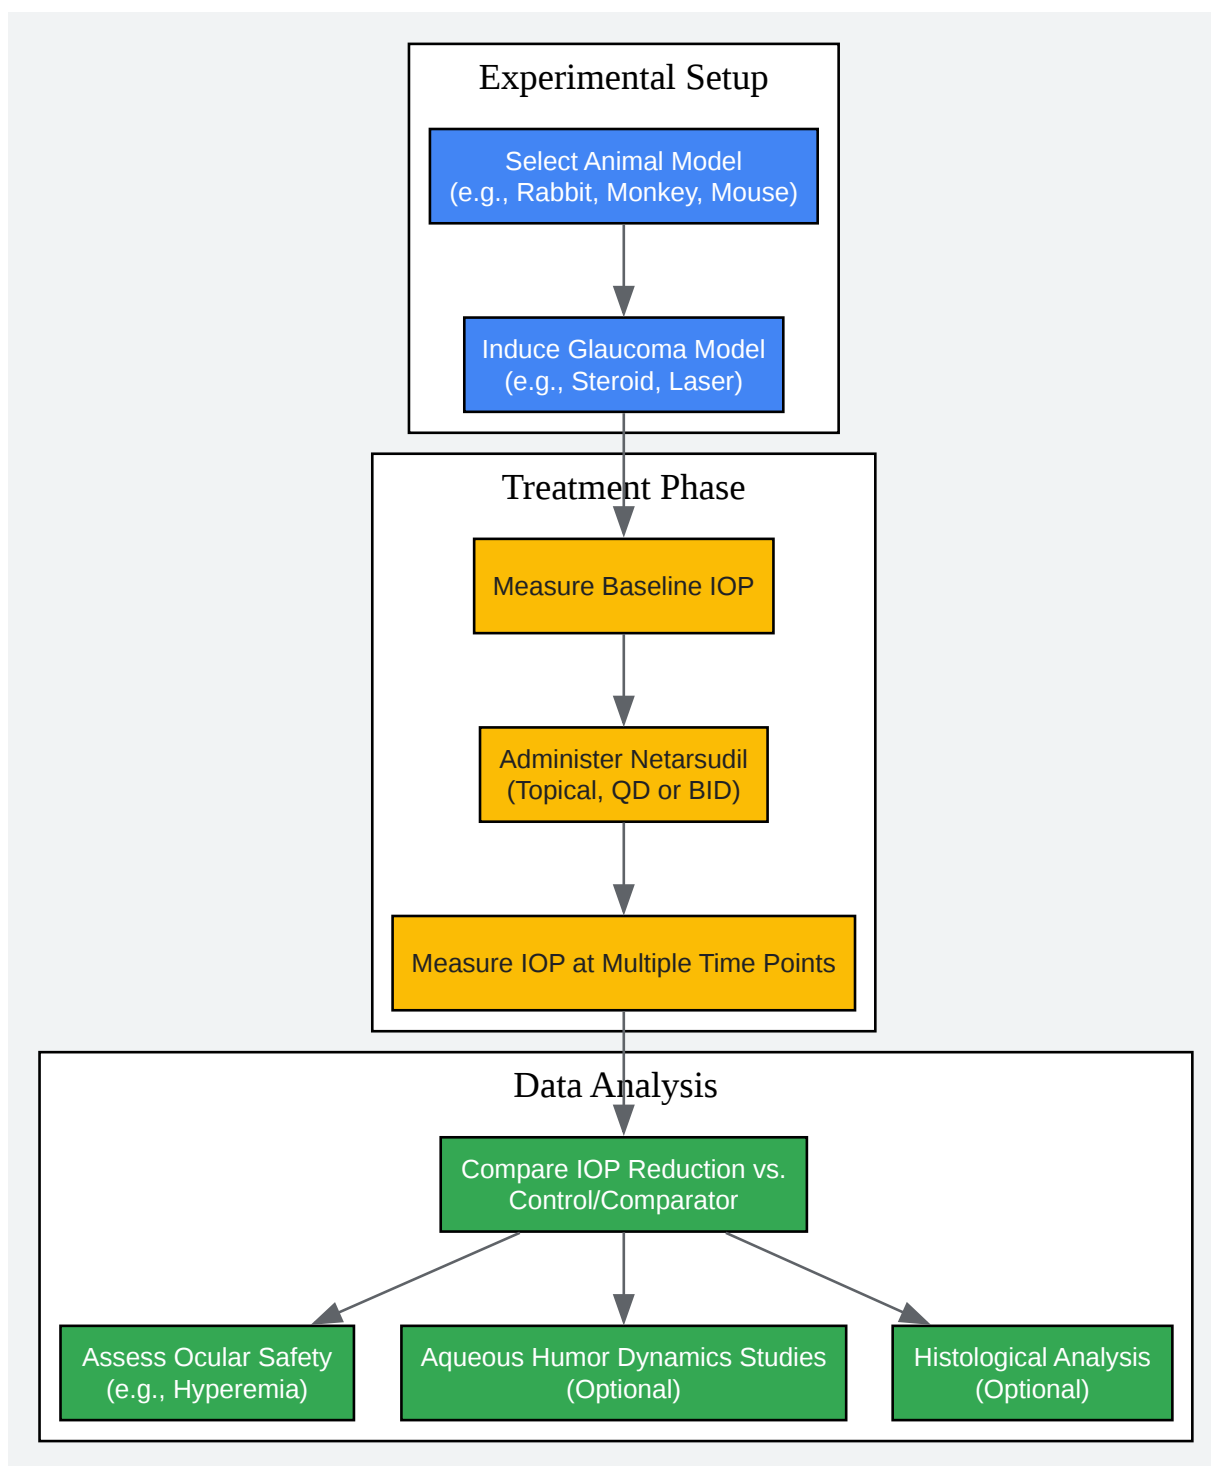 Experimental Setup
Select Animal Model
(e.g., Rabbit, Monkey, Mouse)
Induce Glaucoma Model
(e.g., Steroid, Laser)
Treatment Phase
Measure Baseline IOP
Administer Netarsudil
(Topical, QD or BID)
Measure IOP at Multiple Time Points
Data Analysis
Compare IOP Reduction vs.
Control/Comparator
Assess Ocular Safety
(e.g., Hyperemia)
Aqueous Humor Dynamics Studies
(Optional)
Histological Analysis
(Optional)